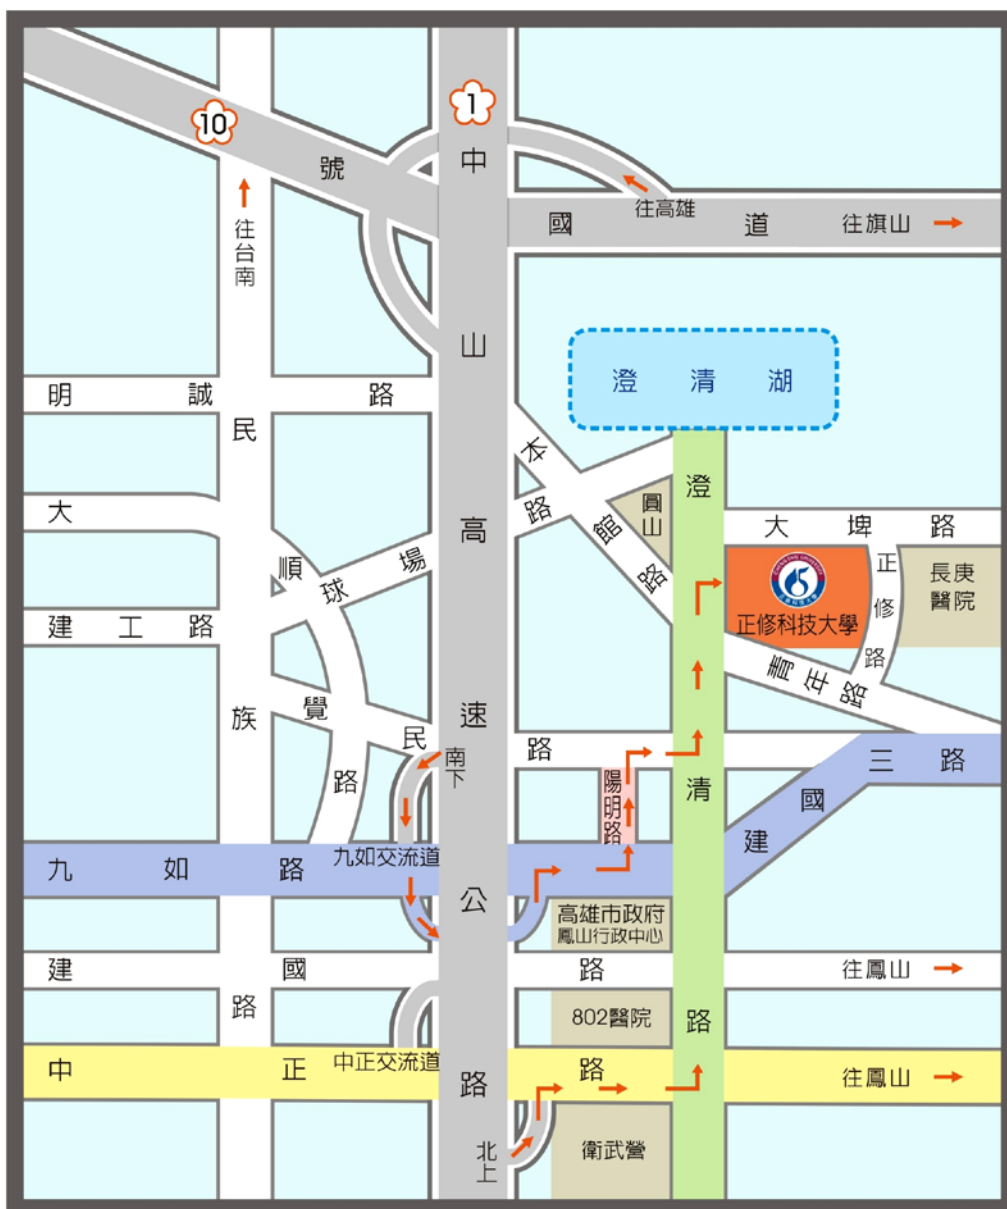 10
1
號
中山高速公路
國道
往高雄
往旗山
往台南
澄清湖
明誠路
民族路
本館路
圓山
澄清路
大順路
球場路
大埤路
正修科技大學
正修路
長庚
醫院
建工路
青年路
覺民路
南下
陽明路
建國三路
九如路
九如交流道
高雄市政府
鳳山行政中心
建國路
往鳳山
802醫院
中正路
中正交流道
往鳳山
北上
衛武營